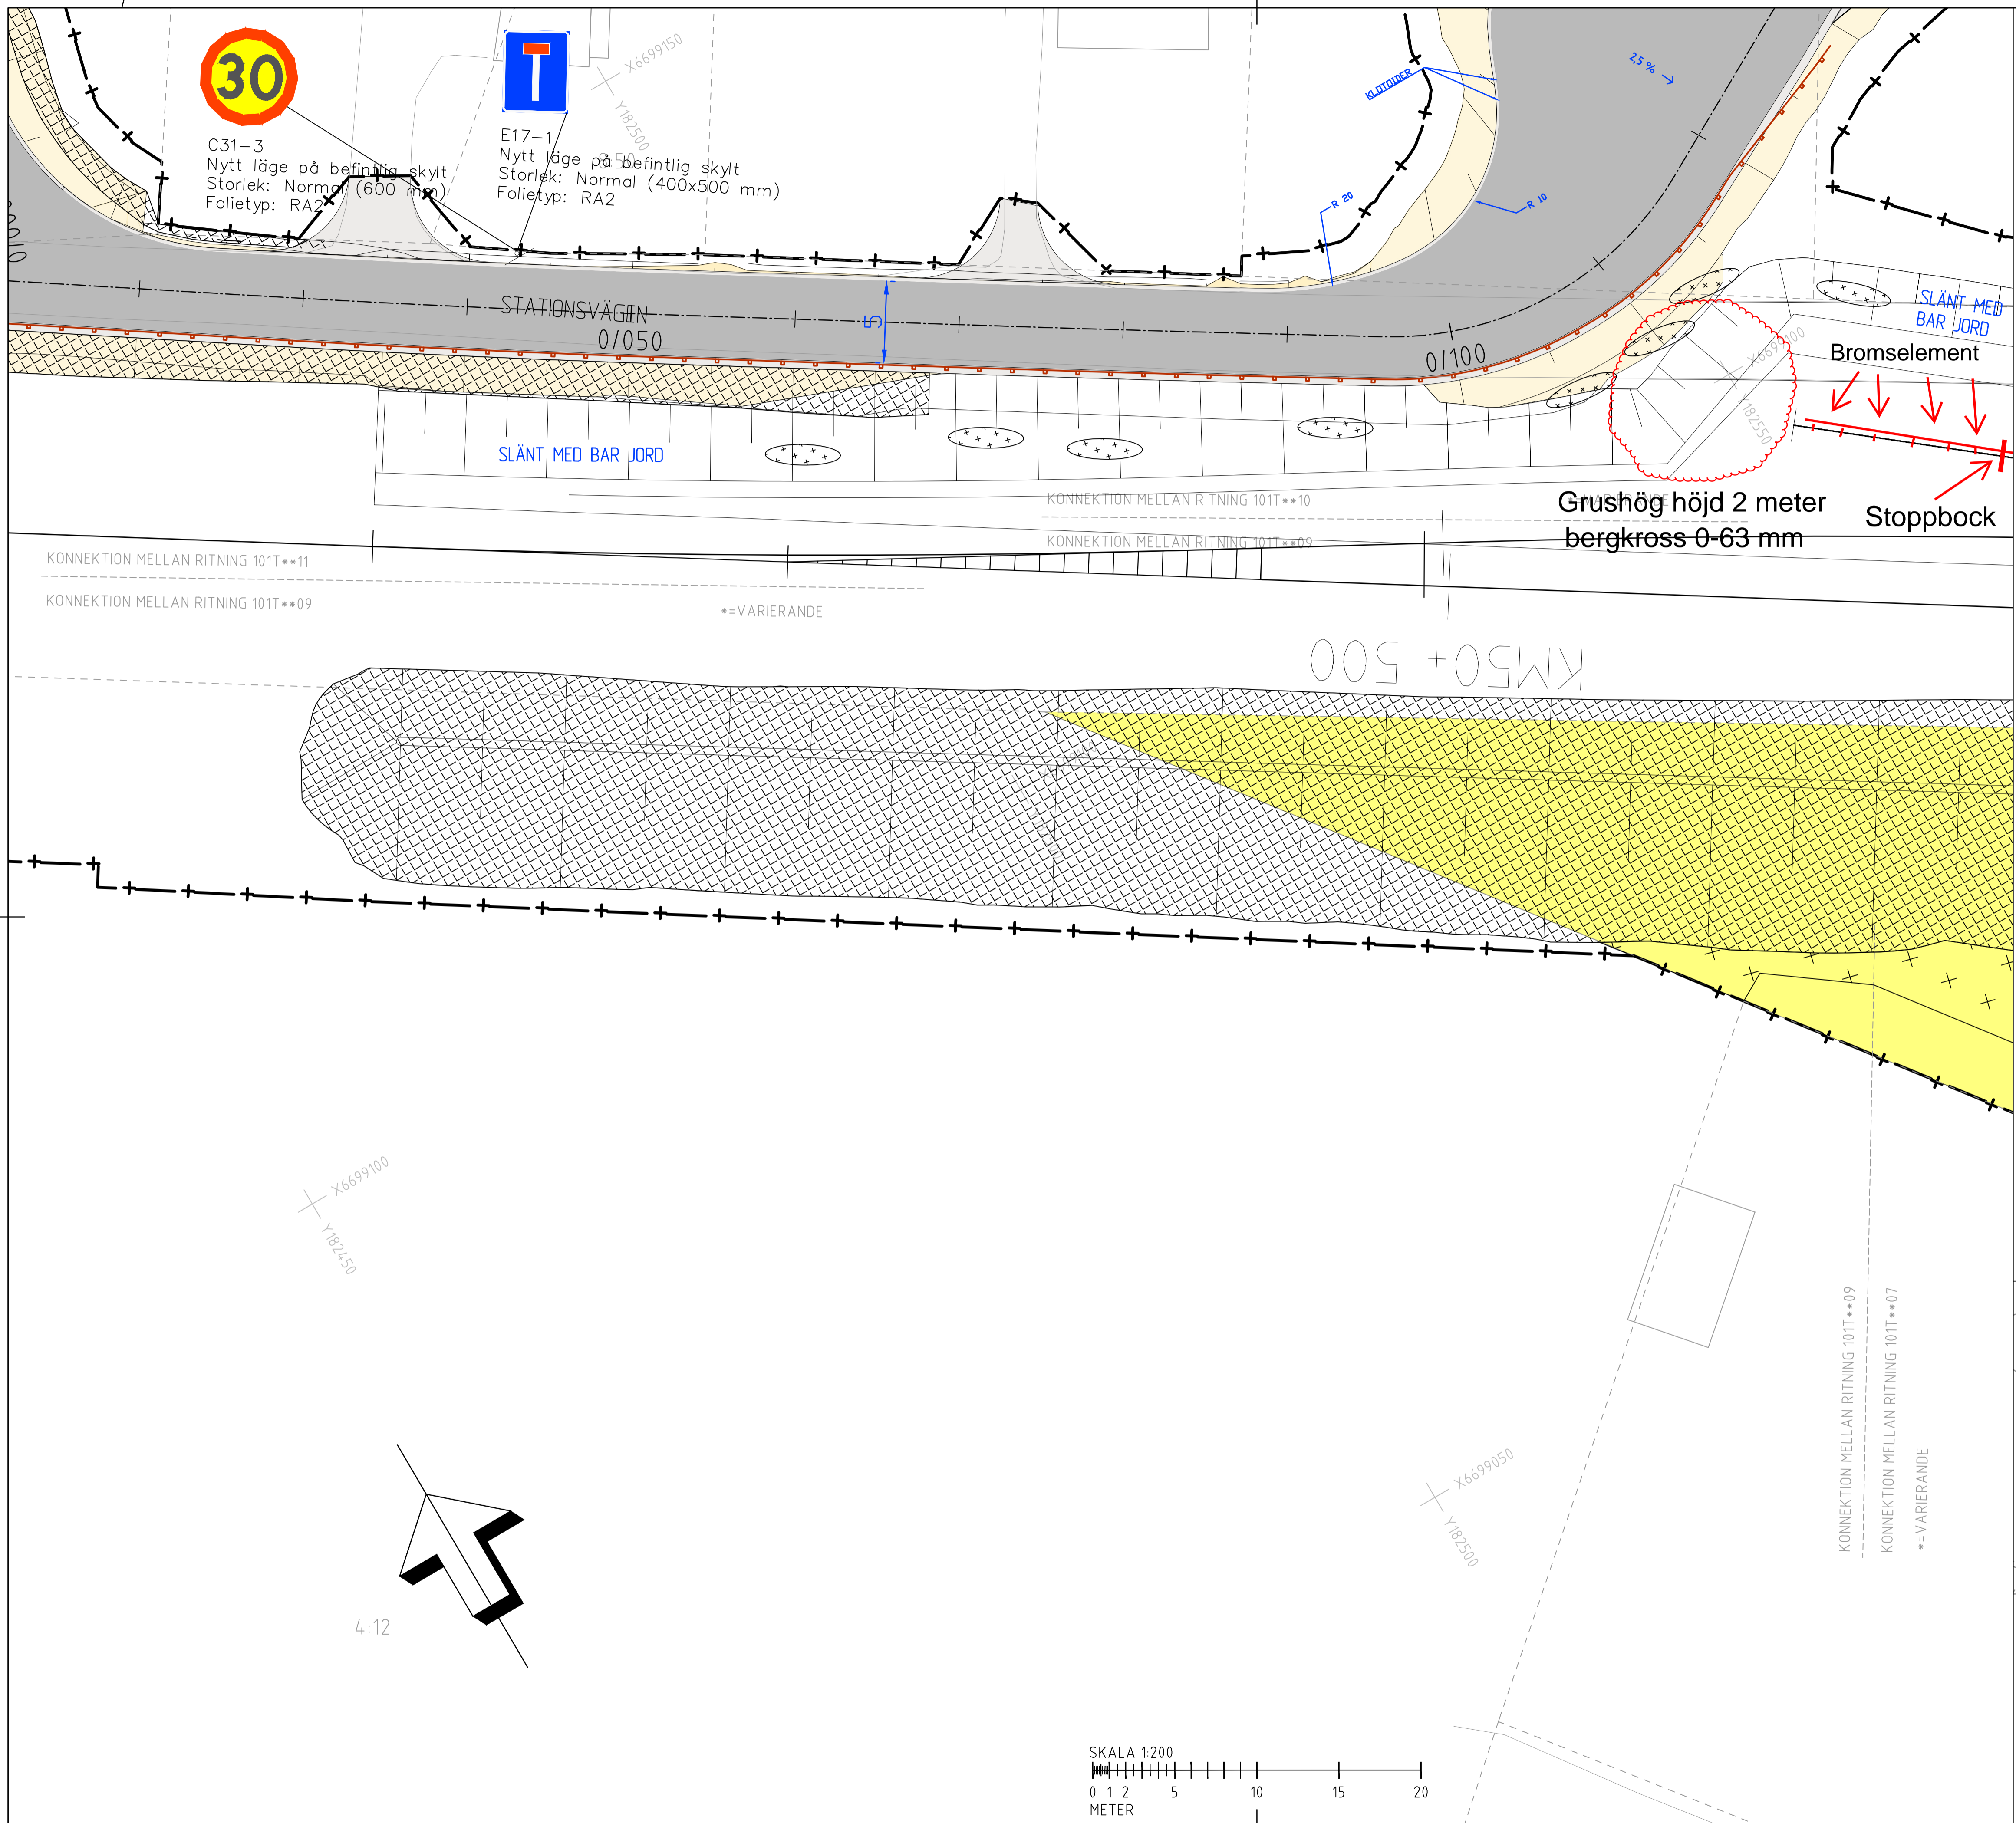 30
C31-3
Nytt läge på befintlig skylt
Storlek: Normal (600 mm)
Folietyp: RA2
E17-1
Nytt läge på befintlig skylt
Storlek: Normal (400x500 mm)
Folietyp: RA2
X6699150
Y182500
KLOTOIDER
2,5 %
R 20
R 10
STATIONSVÄGEN
0/050
5
0/100
SLÄNT MED
BAR JORD
Bromselement
Y182550
SLÄNT MED BAR JORD
KONNEKTION MELLAN RITNING 101T**10
KONNEKTION MELLAN RITNING 101T**09
Grushög höjd 2 meter
bergkross 0-63 mm
Stoppbock
KONNEKTION MELLAN RITNING 101T**11
KONNEKTION MELLAN RITNING 101T**09
*=VARIERANDE
KM50+ 500
X6699100
Y182450
X6699050
Y182500
KONNEKTION MELLAN RITNING 101T**09
KONNEKTION MELLAN RITNING 101T**07
*=VARIERANDE
4:12
SKALA 1:200
0 1 2 5 10 15 20
METER